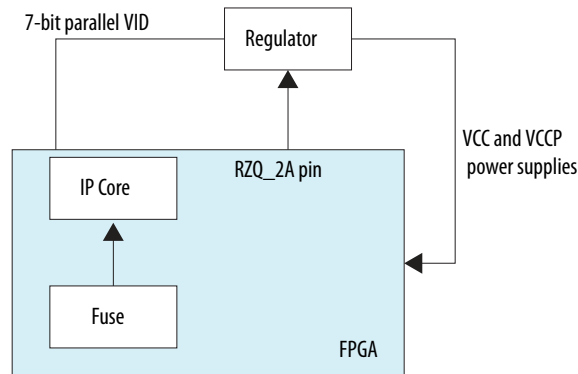 7-bit parallel VID
Regulator
VCC and VCCP
power supplies
RZQ_2A pin
IP Core
Fuse
FPGA